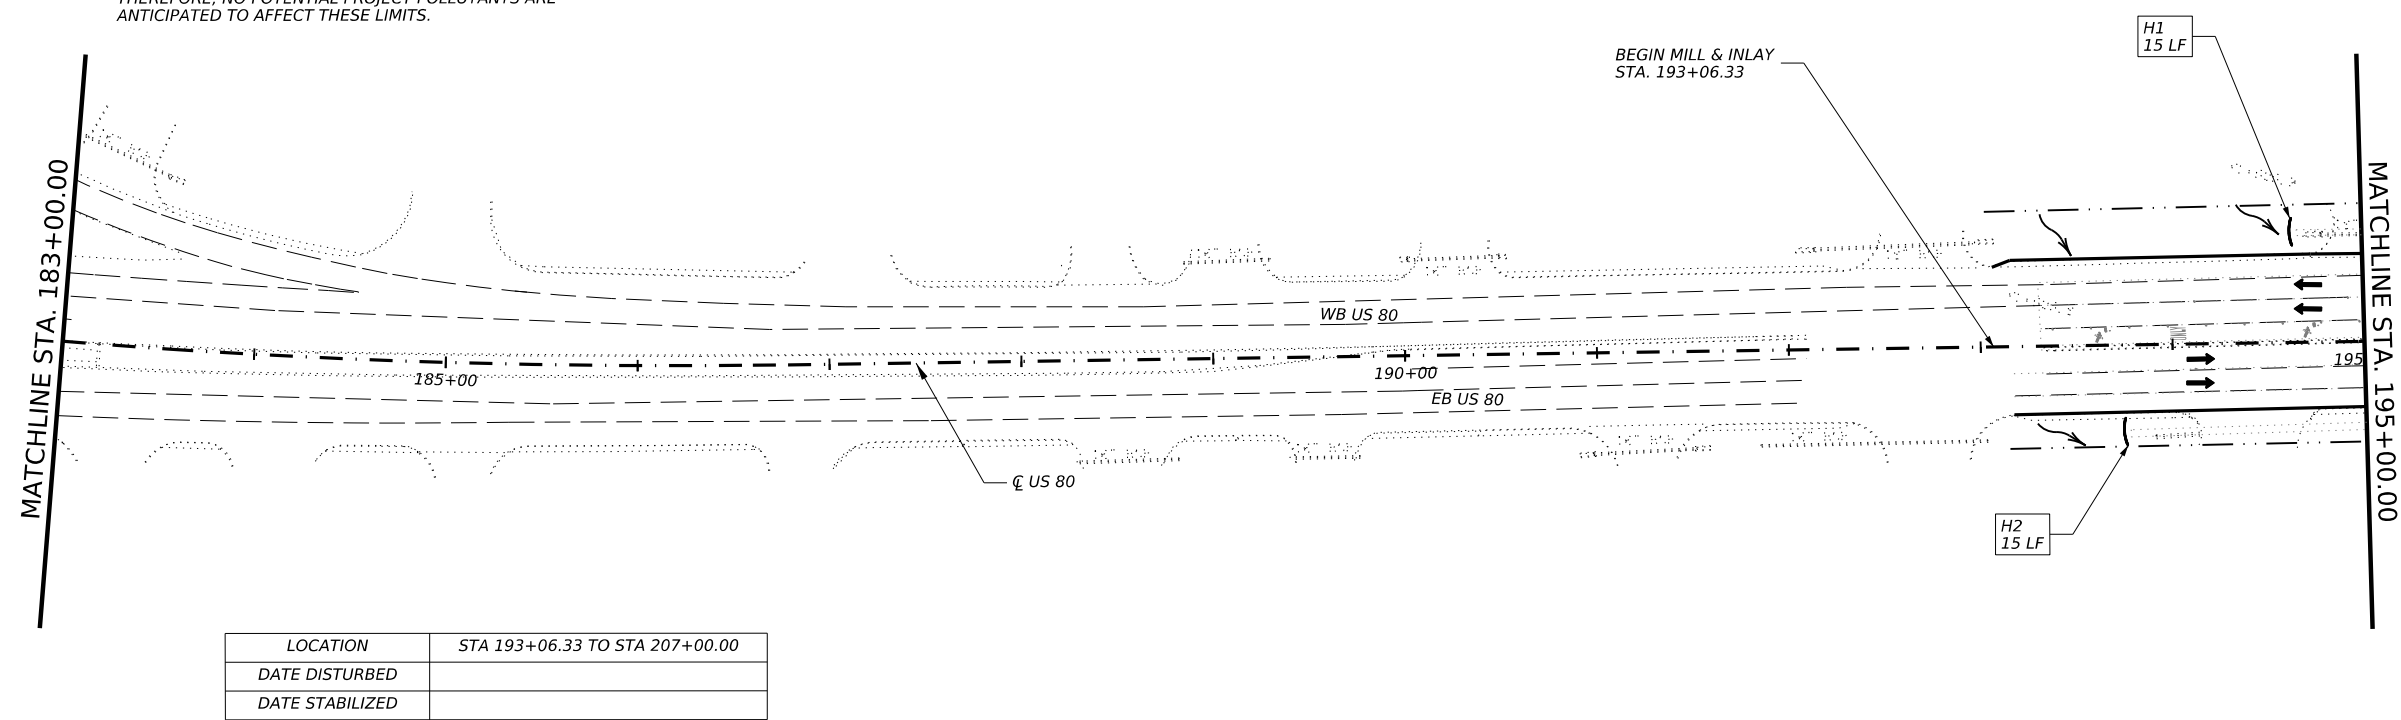 THEREFORE, NO POTENTIAL PROJECT POLLUTANTS ARE
ANTICIPATED TO AFFECT THESE LIMITS.
H1
15 LF
BEGIN MILL & INLAY
STA. 193+06.33
MATCHLINE STA. 183+00.00
MATCHLINE STA. 195+00.00
WB US 80
185+00
190+00
195
EB US 80
℄ US 80
H2
15 LF
LOCATION STA 193+06.33 TO STA 207+00.00
DATE DISTURBED
DATE STABILIZED